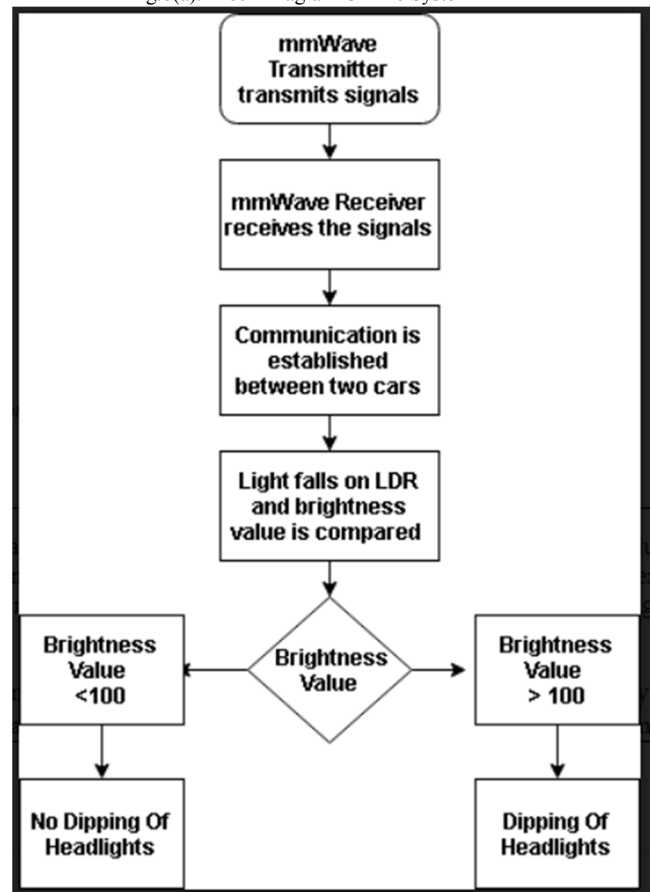 mmWave
Transmitter
transmits signals
mmWave Receiver
receives the signals
Communication is
established
between two cars
Light falls on LDR
and brightness
value is compared
Brightness
Value
<100
Brightness
Value
Brightness
Value
> 100
No Dipping Of
Headlights
Dipping Of
Headlights